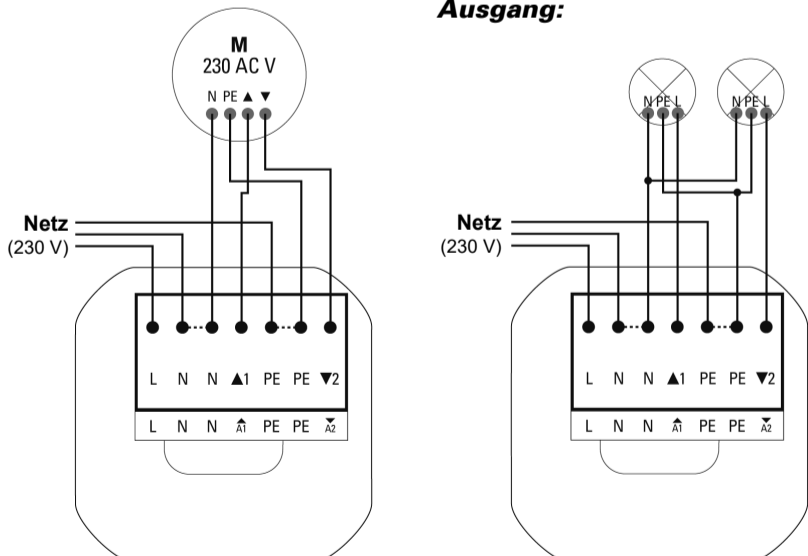 Ausgang:
M
230 AC V
N PE ▲ ▼
Netz
(230 V)
L N N ▲1 PE PE ▼2
L N N A1 PE PE A2
N PE L
N PE L
Netz
(230 V)
L N N ▲1 PE PE ▼2
L N N A1 PE PE A2